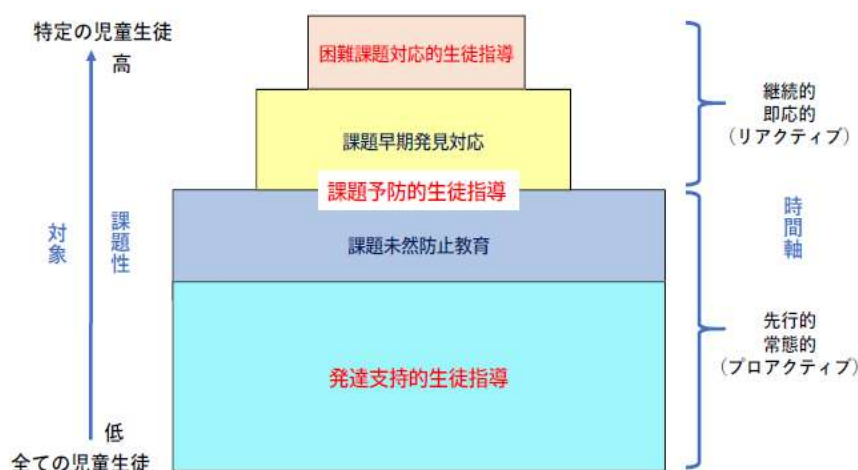 特定の児童生徒
高
対象
課題性
低
全ての児童生徒
困難課題対応的生徒指導
課題早期発見対応
課題予防的生徒指導
課題未然防止教育
発達支持的生徒指導
継続的
即応的
(リアクティブ)
時間軸
先行的
常態的
(プロアクティブ)